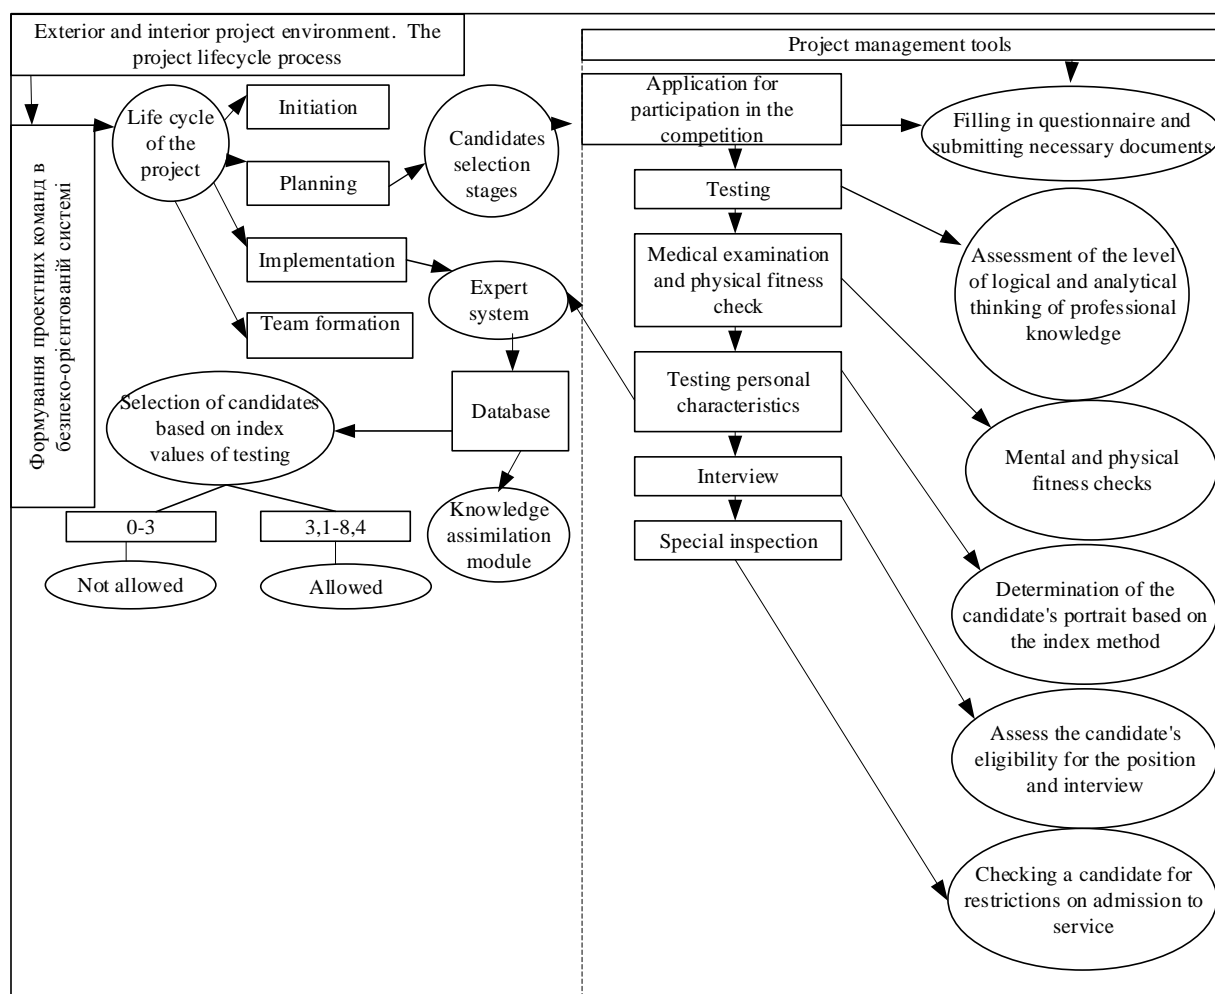 Exterior and interior project environment. The
project lifecycle process
Project management tools
Формування проектних команд в
безпеко-орієнтованій системі
Life cycle
of the
project
Initiation
Planning
Implementation
Team formation
Candidates
selection
stages
Expert
system
Database
Knowledge
assimilation
module
Selection of candidates
based on index
values of testing
0-3
3,1-8,4
Not allowed
Allowed
Application for
participation in the
competition
Testing
Medical examination
and physical fitness
check
Testing personal
characteristics
Interview
Special inspection
Filling in questionnaire and
submitting necessary documents
Assessment of the level
of logical and analytical
thinking of professional
knowledge
Mental and physical
fitness checks
Determination of the
candidate's portrait based on
the index method
Assess the candidate's
eligibility for the position
and interview
Checking a candidate for
restrictions on admission to
service